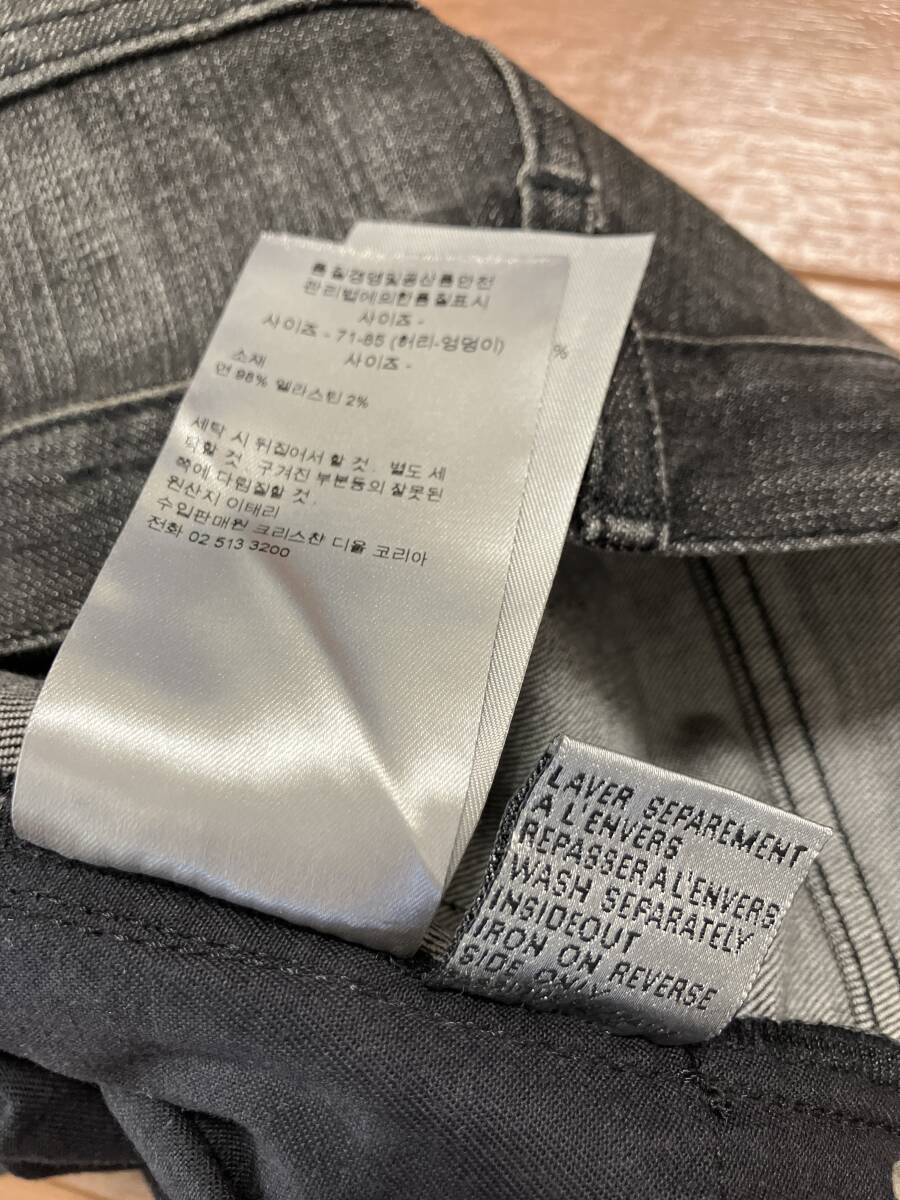 품질경영및공산품안전
관리법에의한품질표시
사이즈 -
사이즈 - 71-85 (허리-엉덩이)
사이즈 -
소재
면 98% 엘라스틴 2%
세탁 시 뒤집어서 할 것. 별도 세
탁할 것. 구겨진 부분등의 잘못된
쪽에 다림질할 것.
원산지 이태리
수입판매원 크리스챤 디올 코리아
전화 02 513 3200
%
LAVER SEPAREMENT
A L'ENVERS
REPASSER A L'ENVERS
WASH SEPARATELY
INSIDEOUT
IRON ON REVERSE
SIDE ONLY